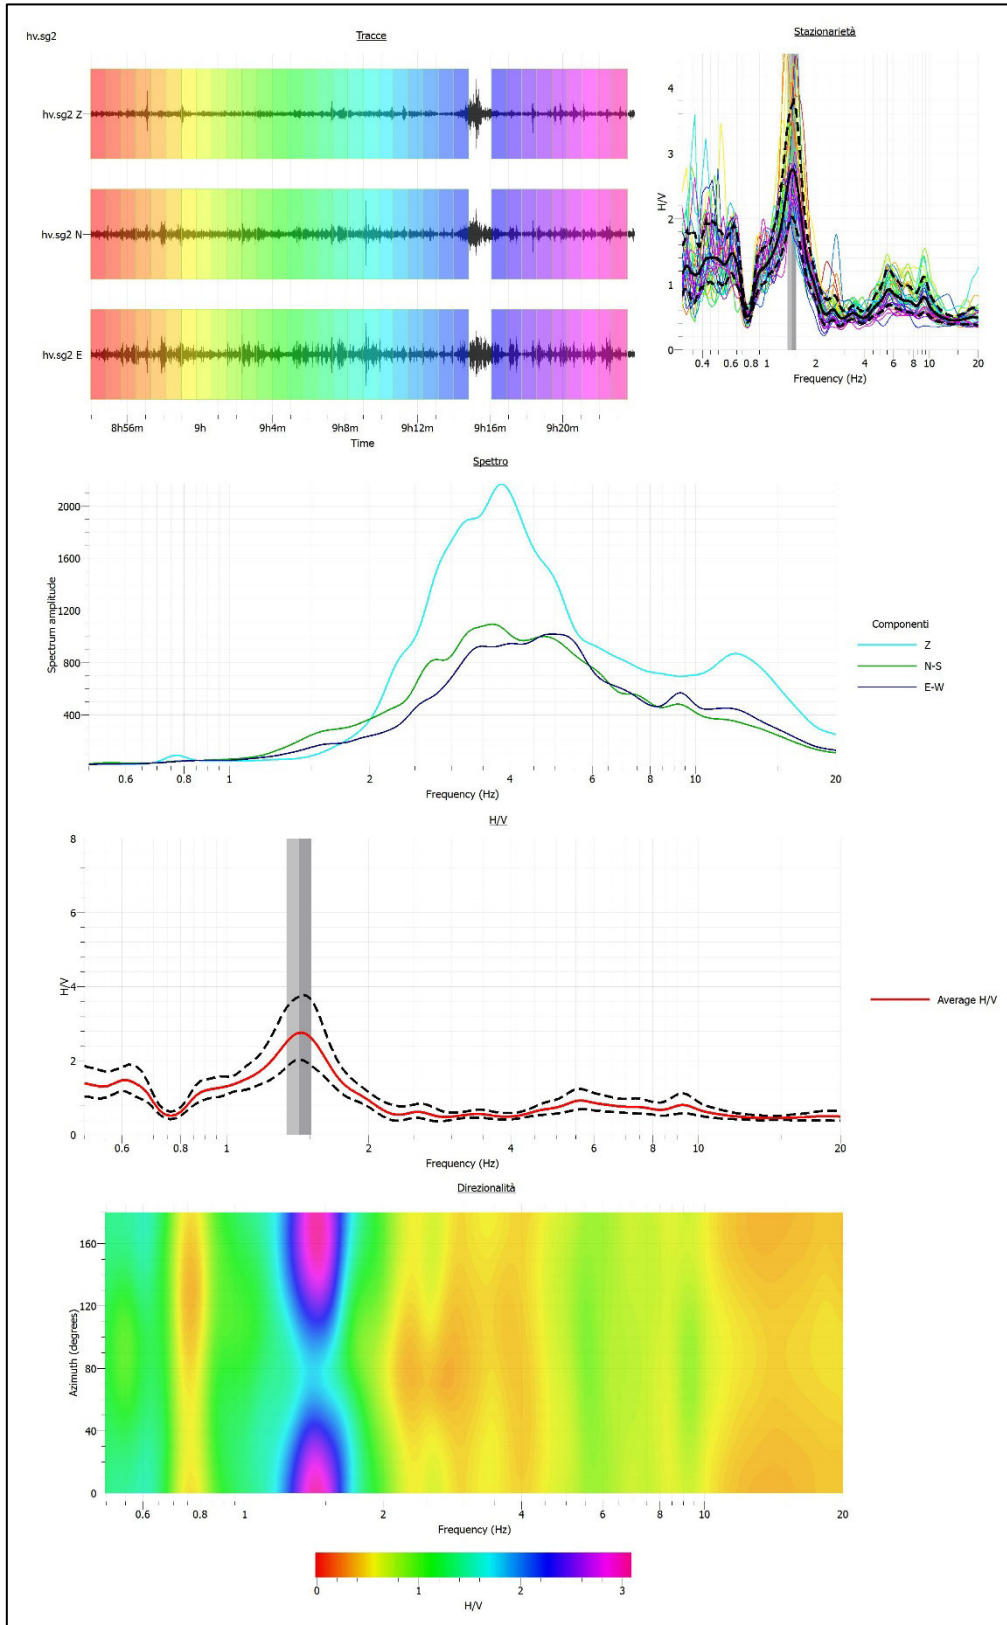 hv.sg2
Tracce
hv.sg2 Z
hv.sg2 N
hv.sg2 E
8h56m 9h 9h4m 9h8m 9h12m 9h16m 9h20m
Time
Stazionarietà
H/V
4
3
2
1
0
0.4 0.6 0.8 1 2 4 6 8 10 20
Frequency (Hz)
Spettro
Spectrum amplitude
2000
1600
1200
800
400
0.6 0.8 1 2 4 6 8 10 20
Frequency (Hz)
Componenti
Z
N-S
E-W
H/V
H/V
8
6
4
2
0
0.6 0.8 1 2 4 6 8 10 20
Frequency (Hz)
Average H/V
Direzionalità
Azimuth (degrees)
160
120
80
40
0
0.6 0.8 1 2 4 6 8 10 20
Frequency (Hz)
0 1 2 3
H/V